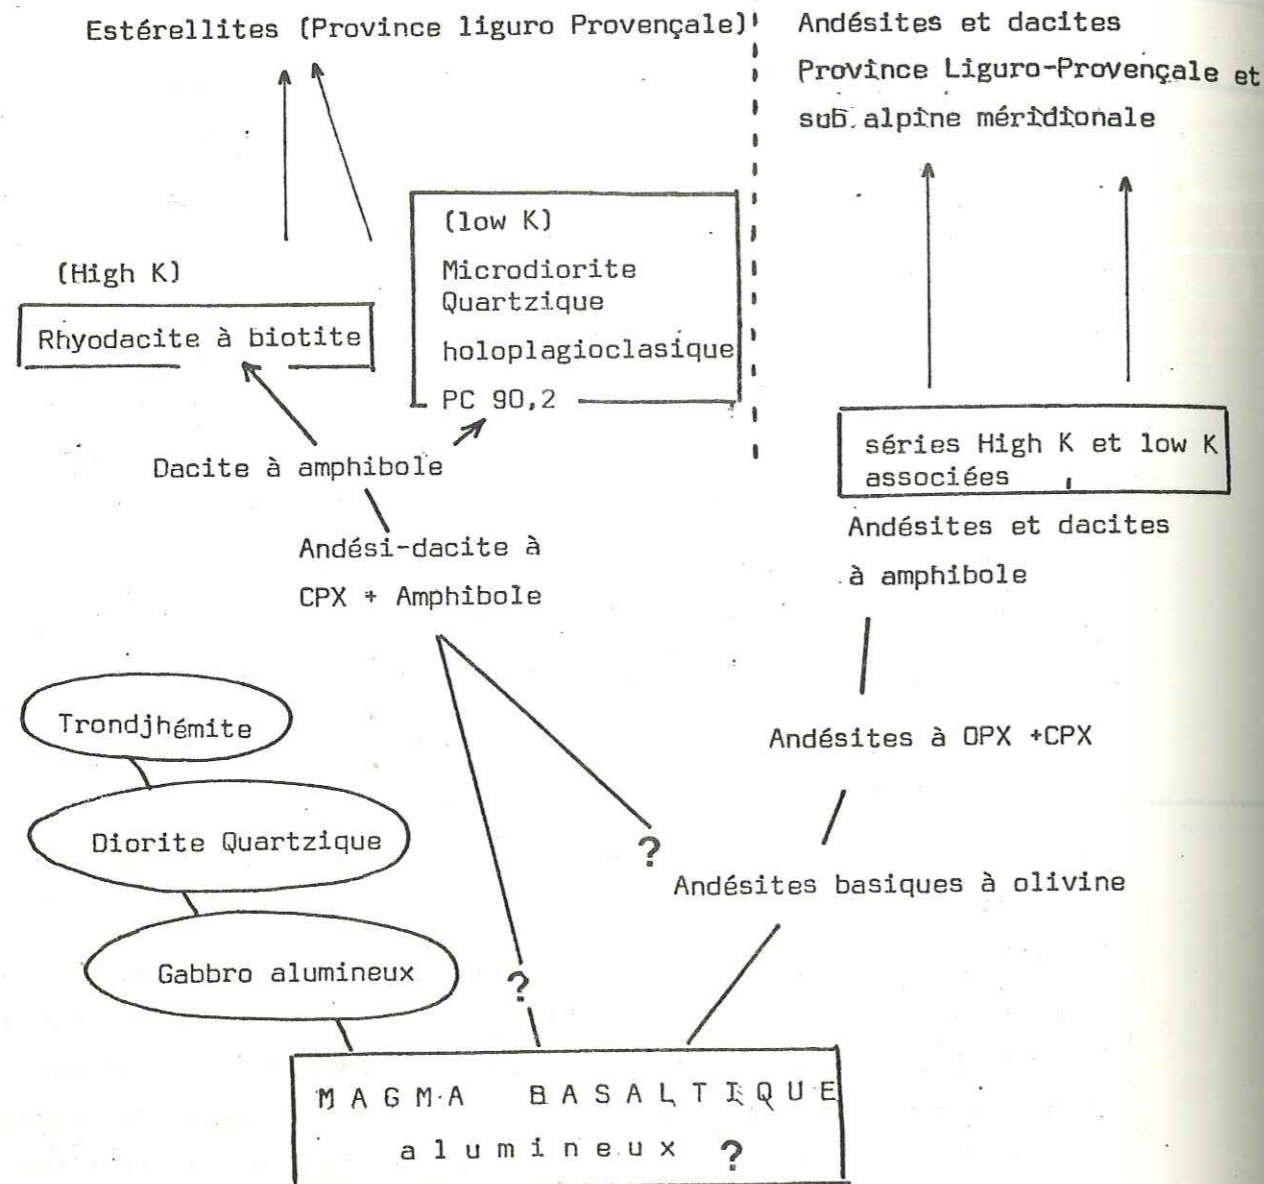 Estérellites (Province liguro Provençale)
Andésites et dacites
Province Liguro-Provençale et
sub.alpine méridionale
(High K)
Rhyodacite à biotite
(low K)
Microdiorite
Quartzique
holoplagioclasique
PC 90,2
Dacite à amphibole
Andési-dacite à
CPX + Amphibole
séries High K et low K
associées
Andésites et dacites
à amphibole
Andésites à OPX +CPX
?
Andésites basiques à olivine
Trondjhémite
Diorite Quartzique
Gabbro alumineux
?
MAGMA BASALTIQUE
alumineux ?